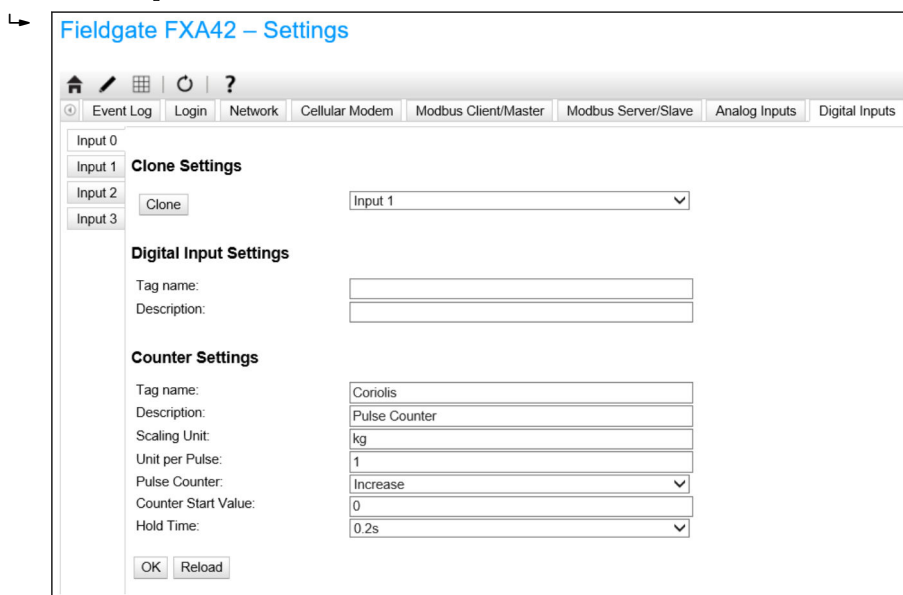 Fieldgate FXA42 – Settings
?
Event Log Login Network Cellular Modem Modbus Client/Master Modbus Server/Slave Analog Inputs Digital Inputs
Input 0
Input 1
Input 2
Input 3
Clone Settings
Clone Input 1
Digital Input Settings
Tag name:
Description:
Counter Settings
Tag name: Coriolis
Description: Pulse Counter
Scaling Unit: kg
Unit per Pulse: 1
Pulse Counter: Increase
Counter Start Value: 0
Hold Time: 0.2s
OK Reload